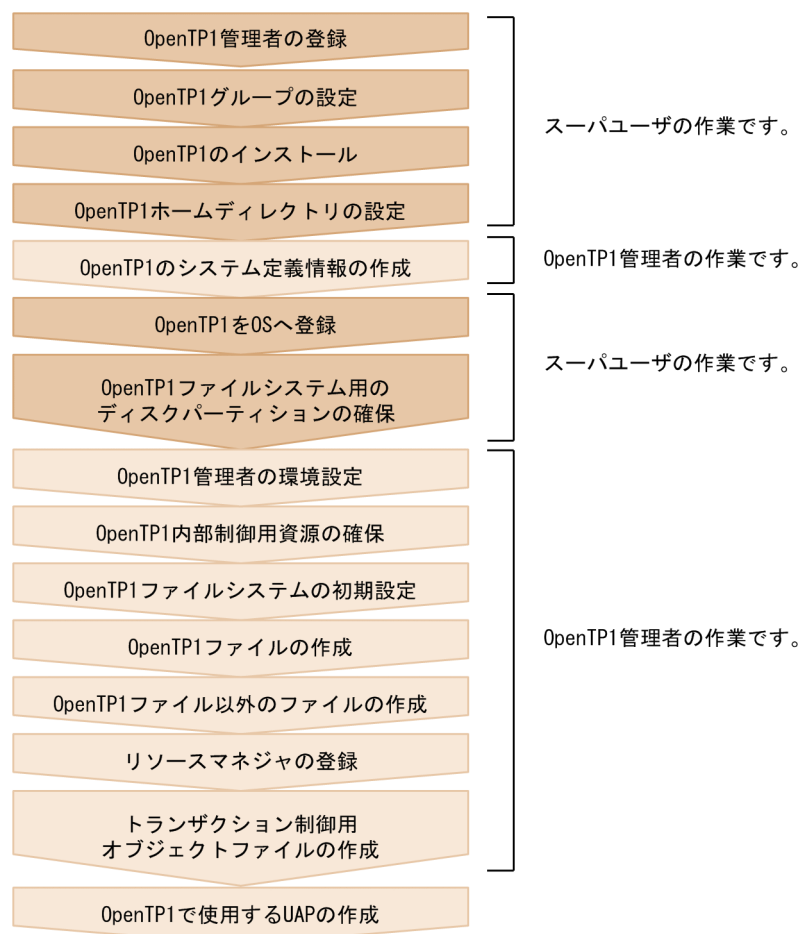 OpenTP1管理者の登録
OpenTP1グループの設定
OpenTP1のインストール
OpenTP1ホームディレクトリの設定
スーパユーザの作業です。
OpenTP1のシステム定義情報の作成
OpenTP1管理者の作業です。
OpenTP1をOSへ登録
OpenTP1ファイルシステム用の
ディスクパーティションの確保
スーパユーザの作業です。
OpenTP1管理者の環境設定
OpenTP1内部制御用資源の確保
OpenTP1ファイルシステムの初期設定
OpenTP1ファイルの作成
OpenTP1ファイル以外のファイルの作成
リソースマネジャの登録
トランザクション制御用
オブジェクトファイルの作成
OpenTP1管理者の作業です。
OpenTP1で使用するUAPの作成